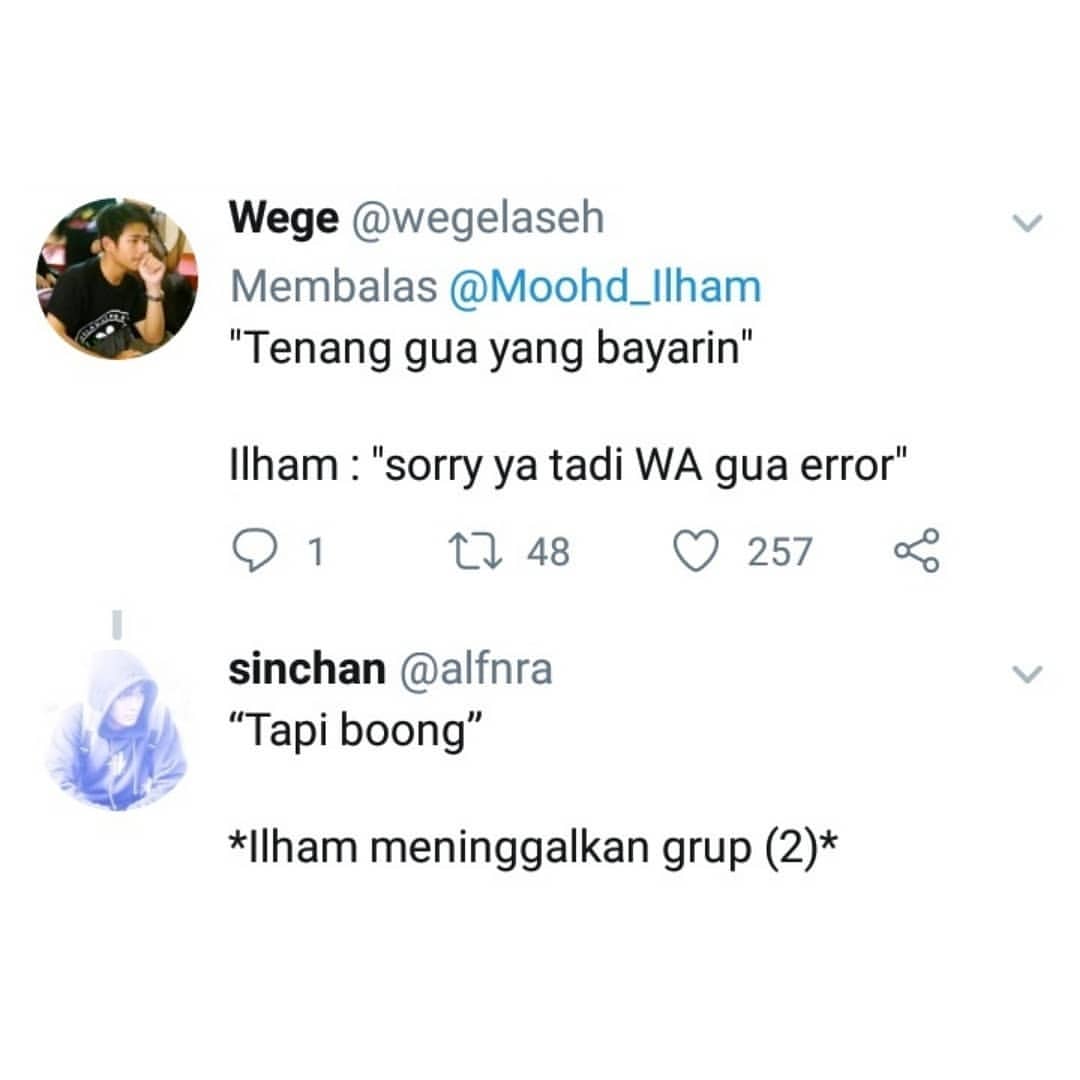 Wege @wegelaseh
Membalas @Moohd_Ilham
"Tenang gua yang bayarin"
Ilham : "sorry ya tadi WA gua error"
1 48 257
sinchan @alfnra
“Tapi boong”
*Ilham meninggalkan grup (2)*